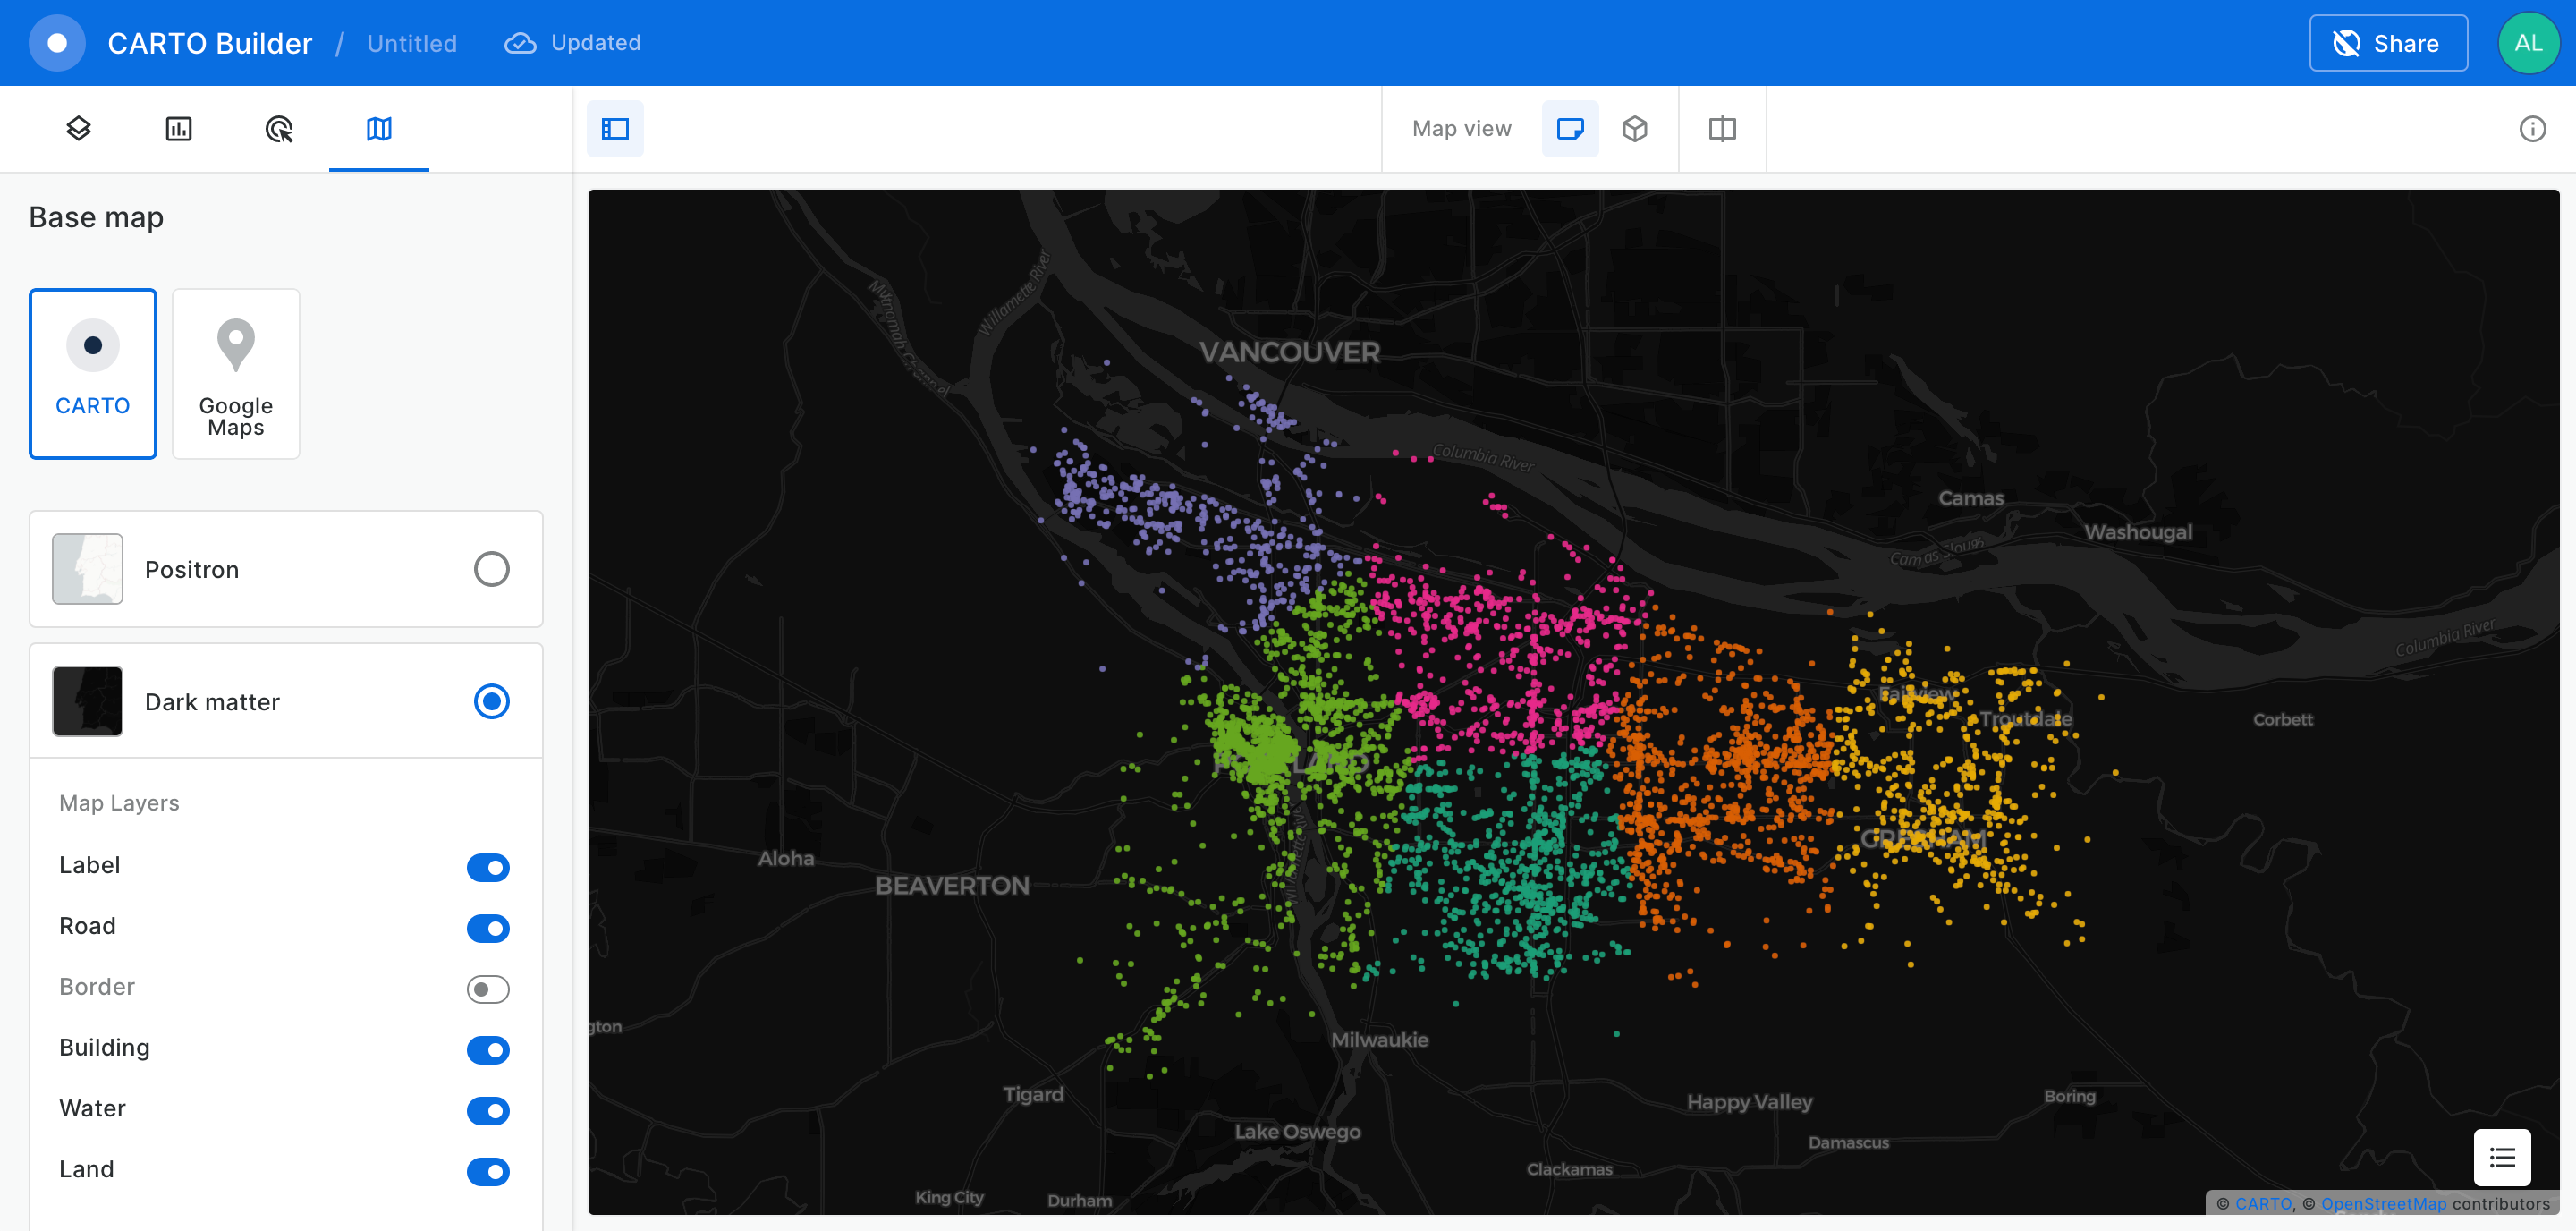 CARTO Builder / Untitled Updated Share AL
Map view
Base map
CARTO
Google
Maps
Positron
Dark matter
Map Layers
Label
Road
Border
Building
Water
Land
Willamette River
Multnomah Channel
VANCOUVER
Columbia River
Camas
Washougal
Camas Slough
Columbia River
Fairview
Troutdale
Corbett
PORTLAND
GRESHAM
Aloha
BEAVERTON
gton
Milwaukie
Tigard
Happy Valley
Boring
Lake Oswego
Damascus
Clackamas
King City
Durham
© CARTO, © OpenStreetMap contributors